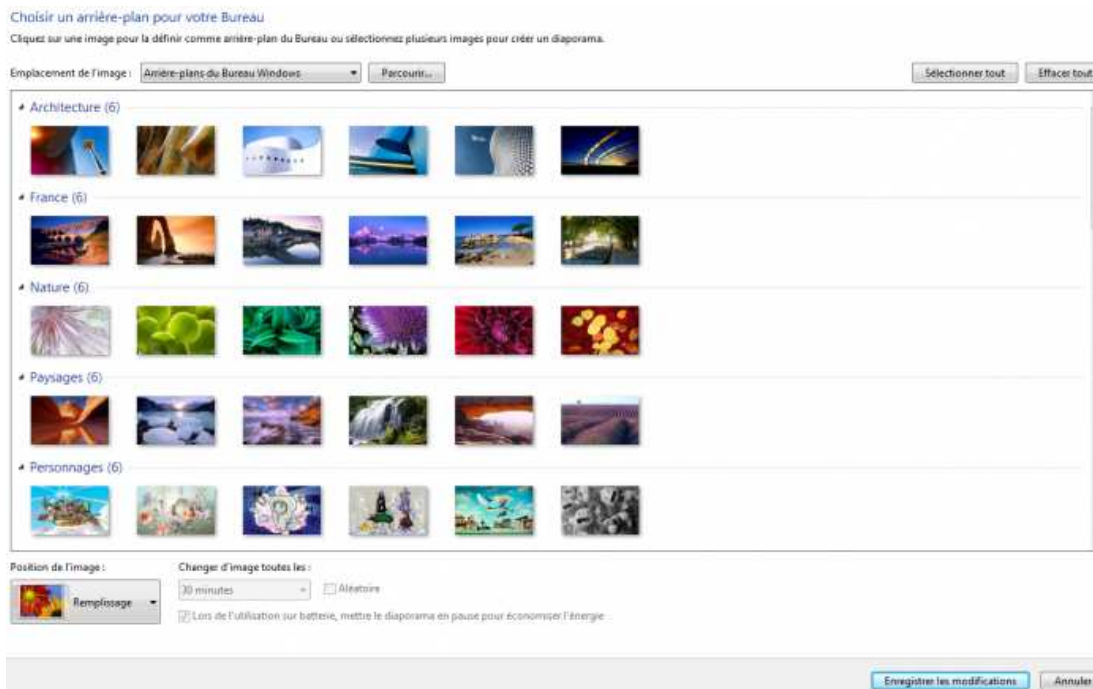 Choisir un arrière-plan pour votre Bureau
Cliquez sur une image pour la définir comme arrière-plan du Bureau ou sélectionnez plusieurs images pour créer un diaporama.
Emplacement de l'image : Arrière-plans du Bureau Windows Parcourir... Sélectionner tout Effacer tout
Architecture (6)
France (6)
Nature (6)
Paysages (6)
Personnages (6)
Position de l'image : Changer d'image toutes les :
Remplissage 30 minutes Aléatoire
Lors de l'utilisation sur batterie, mettre le diaporama en pause pour économiser l'énergie
Enregistrer les modifications Annuler